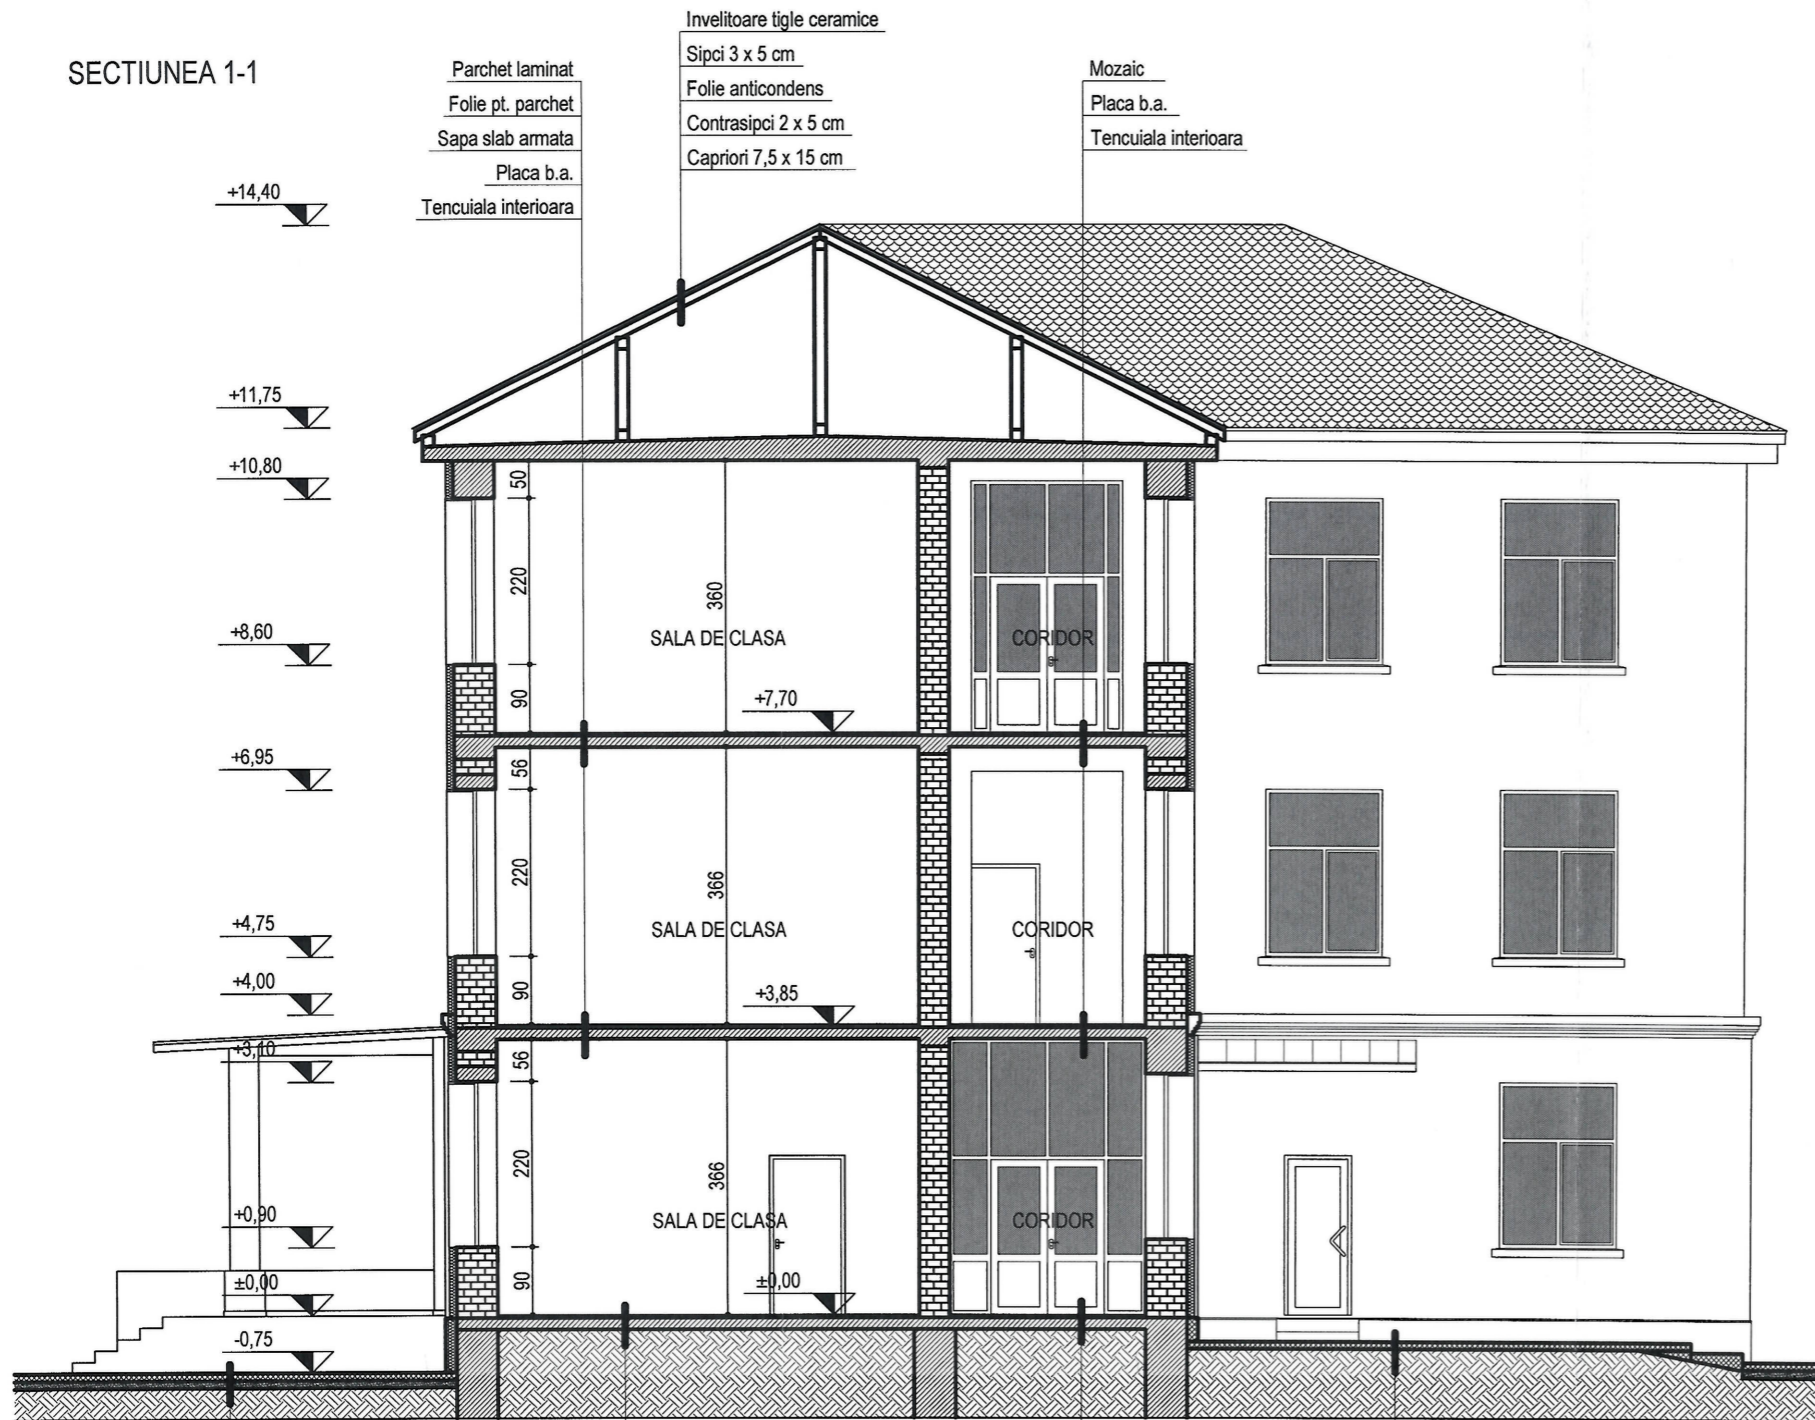 SECTIUNEA 1-1
Invelitoare tigle ceramice
Sipci 3 x 5 cm
Folie anticondens
Contrasipci 2 x 5 cm
Capriori 7,5 x 15 cm
Parchet laminat
Folie pt. parchet
Sapa slab armata
Placa b.a.
Tencuiala interioara
Mozaic
Placa b.a.
Tencuiala interioara
+14,40
+11,75
+10,80
+8,60
+6,95
+4,75
+4,00
+3,10
+0,90
±0,00
-0,75
50
220
90
360
SALA DE CLASA
CORIDOR
+7,70
56
220
90
366
SALA DE CLASA
CORIDOR
+3,85
56
220
90
366
SALA DE CLASA
CORIDOR
±0,00